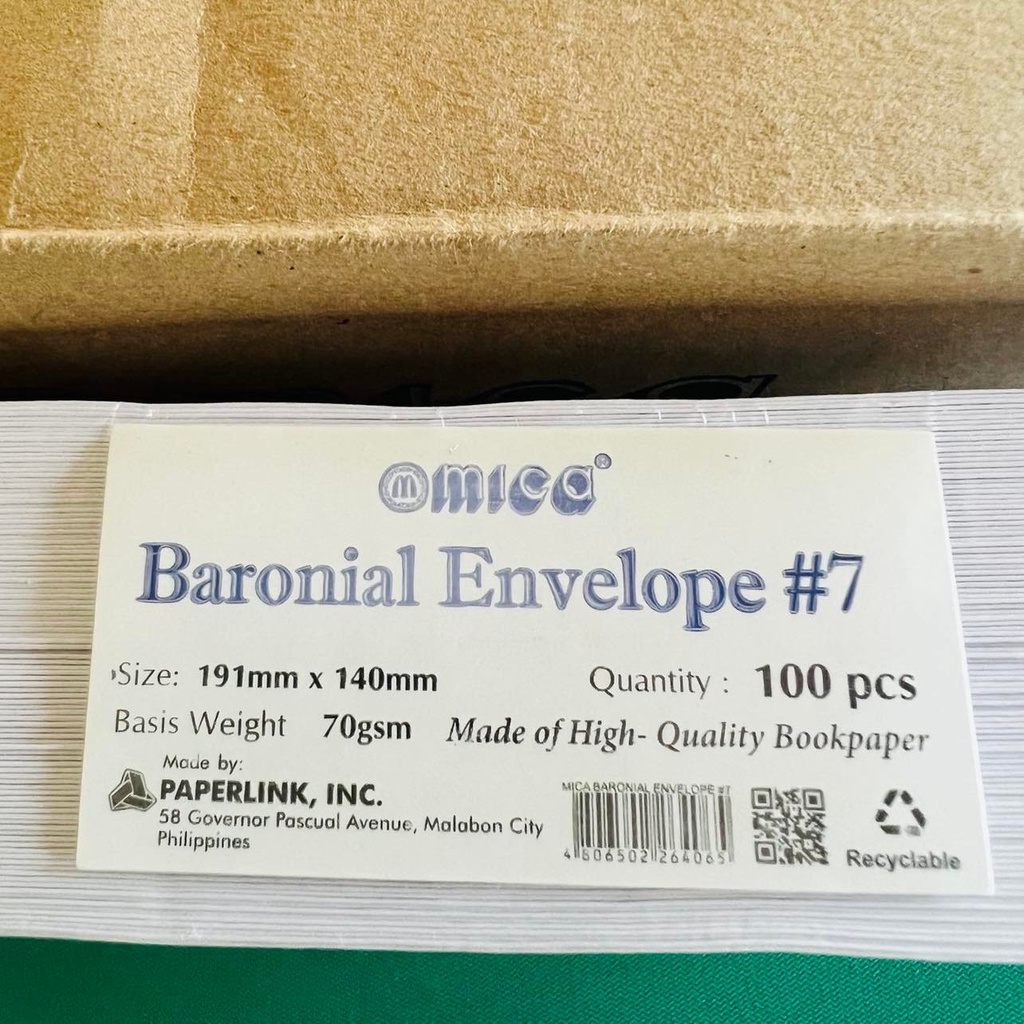 mica®
Baronial Envelope #7
Size: 191mm x 140mm Quantity : 100 pcs
Basis Weight 70gsm Made of High- Quality Bookpaper
Made by:
PAPERLINK, INC.
58 Governor Pascual Avenue, Malabon City
Philippines
MICA BARONIAL ENVELOPE #7
4 806502 264065
Recyclable